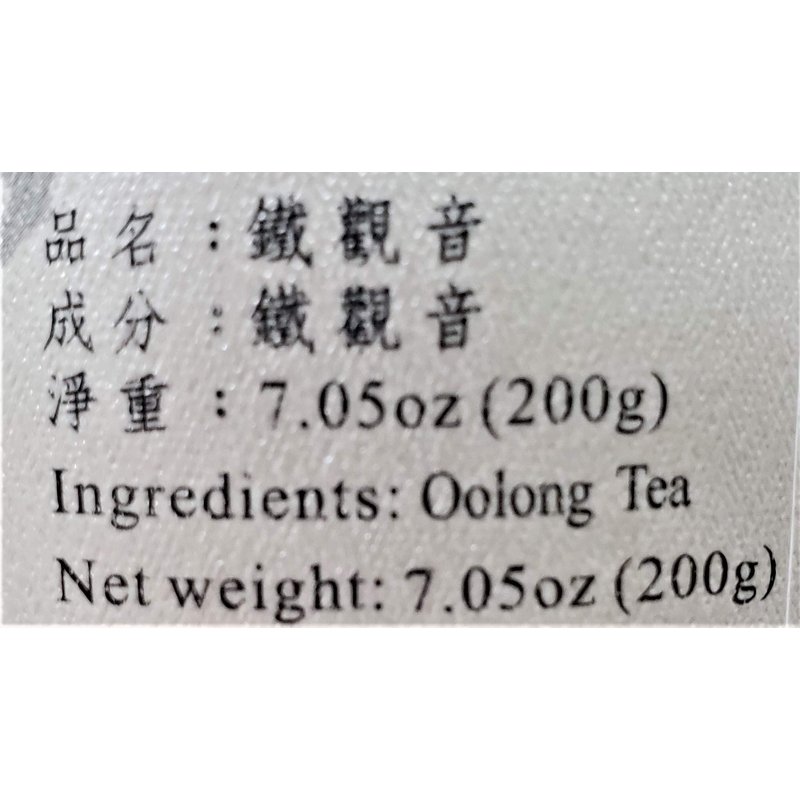 品名：鐵觀音
成分：鐵觀音
淨重：7.05oz (200g)
Ingredients: Oolong Tea
Net weight: 7.05oz (200g)